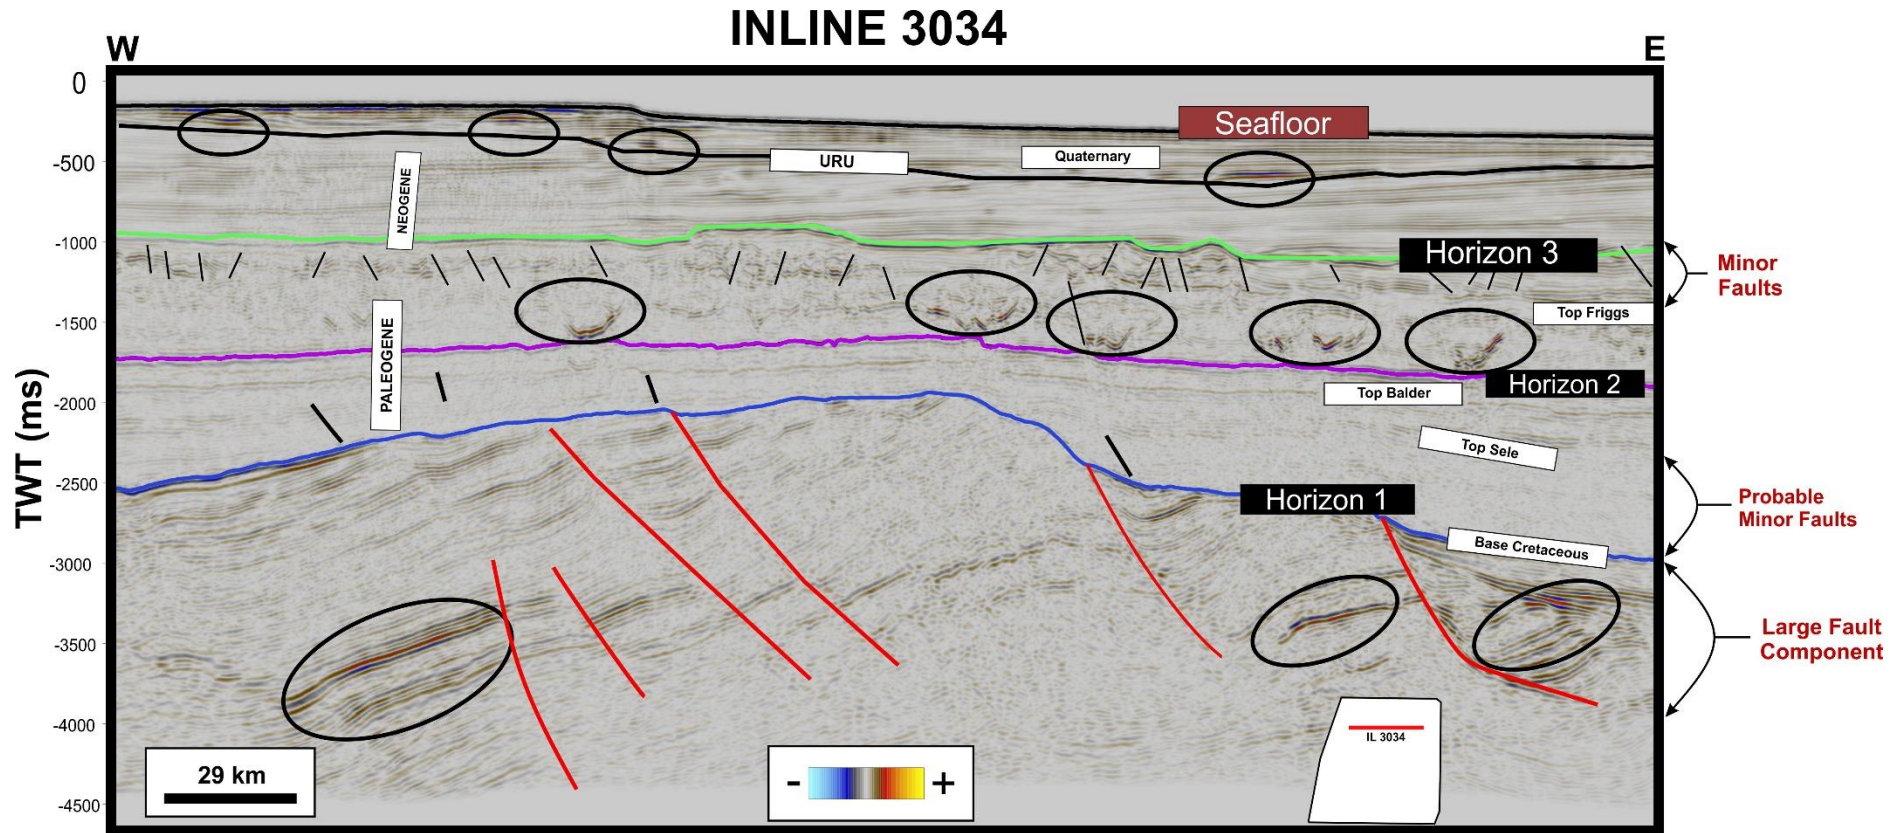 INLINE 3034
W
E
0
-500
-1000
-1500
-2000
-2500
-3000
-3500
-4000
-4500
TWT (ms)
Seafloor
URU
Quaternary
NEOGENE
Horizon 3
Minor
Faults
Top Friggs
PALEOGENE
Horizon 2
Top Balder
Top Sele
Horizon 1
Probable
Minor Faults
Base Cretaceous
Large Fault
Component
29 km
- +
IL 3034